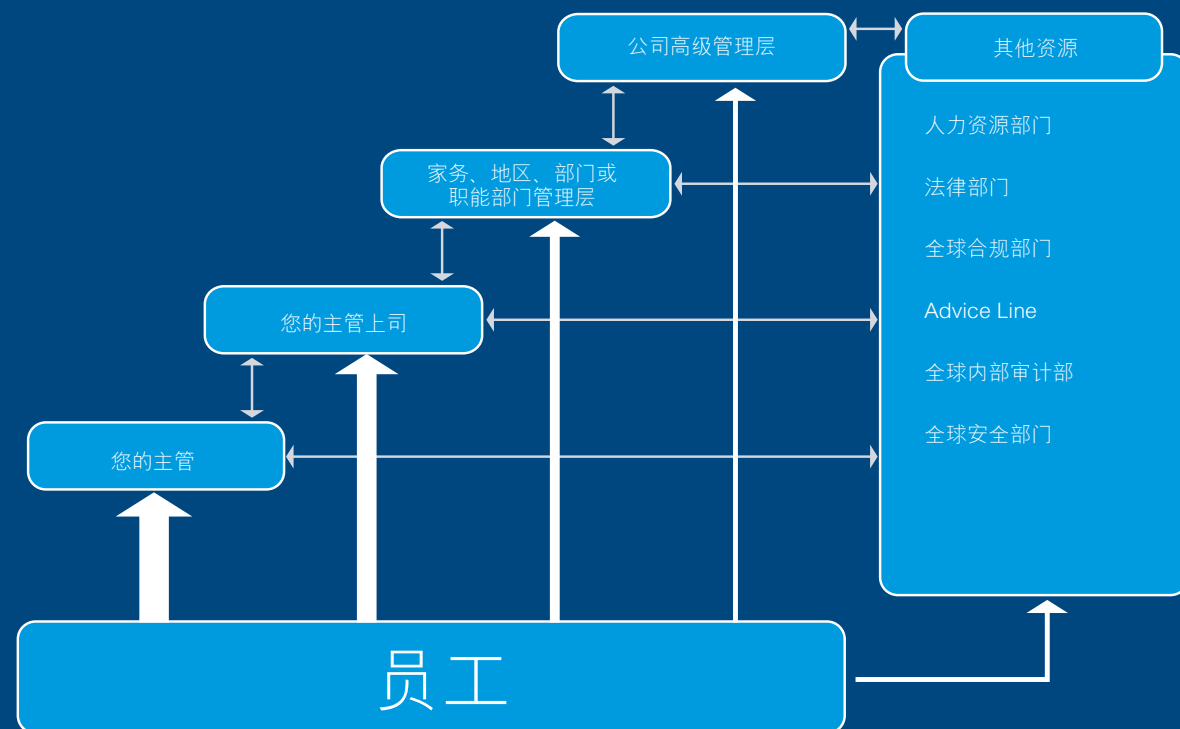 公司高级管理层
其他资源
家务、地区、部门或
职能部门管理层
您的主管上司
您的主管
人力资源部门
法律部门
全球合规部门
Advice Line
全球内部审计部
全球安全部门
员工